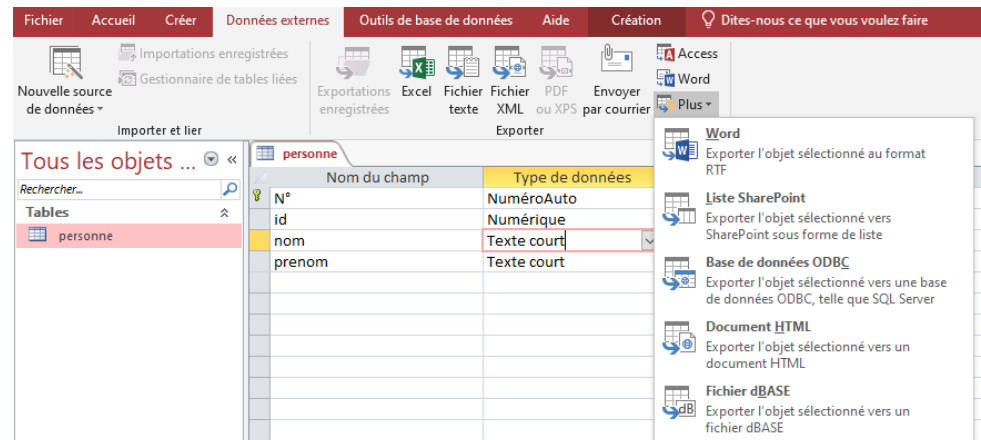 Fichier Accueil Créer Données externes Outils de base de données Aide Création Dites-nous ce que vous voulez faire
Nouvelle source
de données
Importations enregistrées
Gestionnaire de tables liées
Importer et lier
Exportations
enregistrées
Excel
Fichier
texte
Fichier
XML
PDF
ou XPS
Envoyer
par courrier
Access
Word
Plus
Exporter
Tous les objets ...
Rechercher...
Tables
personne
personne
Nom du champ Type de données
N° NuméroAuto
id Numérique
nom Texte court
prenom Texte court
Word
Exporter l'objet sélectionné au format
RTF
Liste SharePoint
Exporter l'objet sélectionné vers
SharePoint sous forme de liste
Base de données ODBC
Exporter l'objet sélectionné vers une base
de données ODBC, telle que SQL Server
Document HTML
Exporter l'objet sélectionné vers un
document HTML
Fichier dBASE
Exporter l'objet sélectionné vers un
fichier dBASE